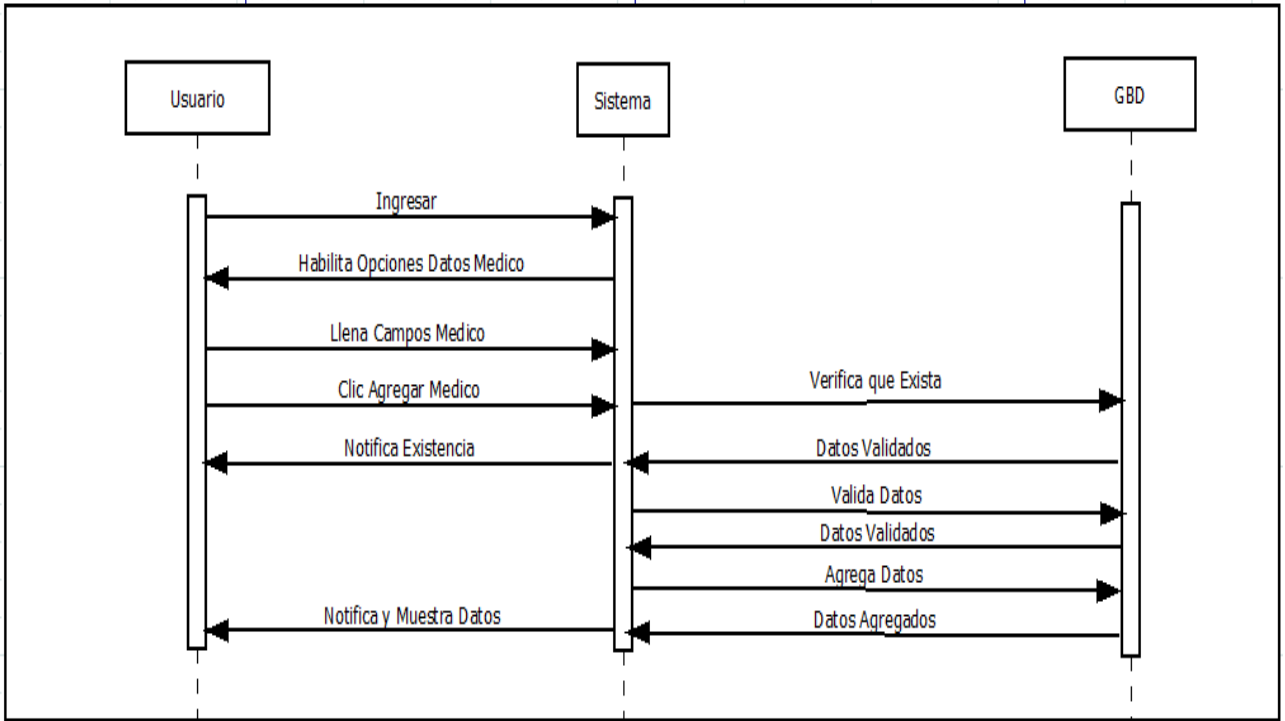 Usuario
Sistema
GBD
Ingresar
Habilita Opciones Datos Medico
Llena Campos Medico
Clic Agregar Medico
Verifica que Exista
Notifica Existencia
Datos Validados
Valida Datos
Datos Validados
Agrega Datos
Notifica y Muestra Datos
Datos Agregados